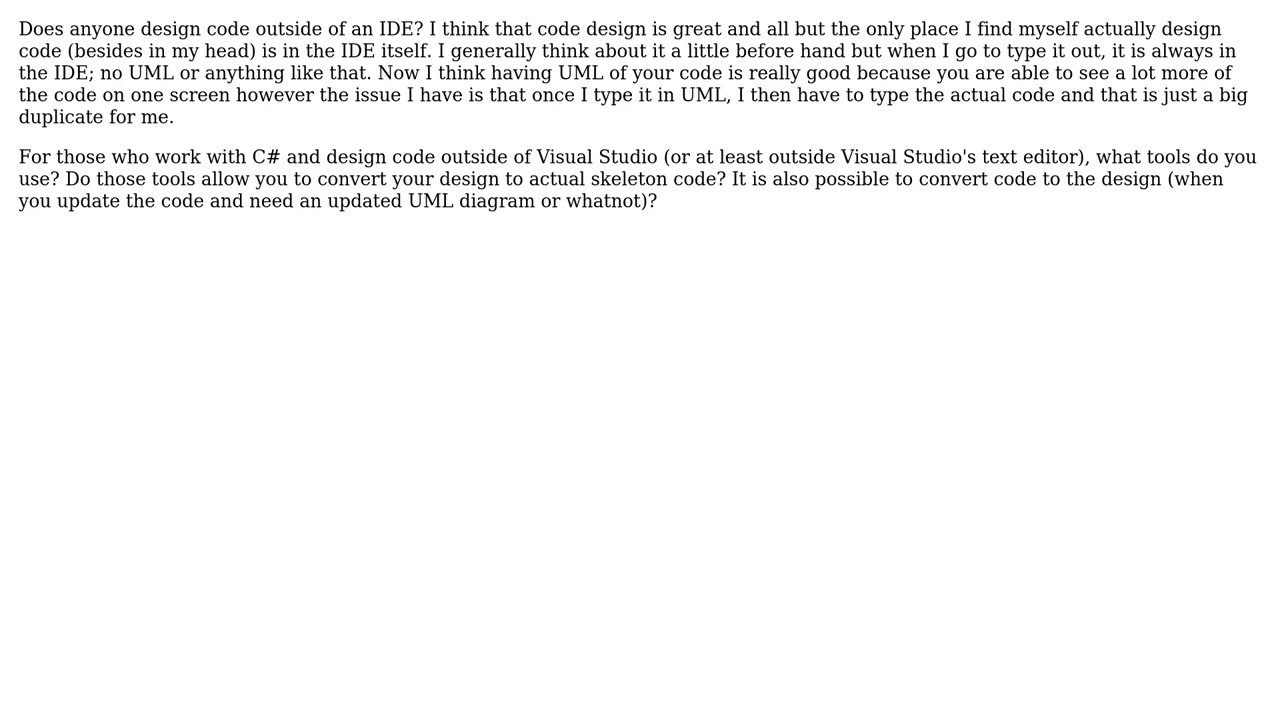 Does anyone design code outside of an IDE? I think that code design is great and all but the only place I find myself actually design
code (besides in my head) is in the IDE itself. I generally think about it a little before hand but when I go to type it out, it is always in
the IDE; no UML or anything like that. Now I think having UML of your code is really good because you are able to see a lot more of
the code on one screen however the issue I have is that once I type it in UML, I then have to type the actual code and that is just a big
duplicate for me.
For those who work with C# and design code outside of Visual Studio (or at least outside Visual Studio's text editor), what tools do you
use? Do those tools allow you to convert your design to actual skeleton code? It is also possible to convert code to the design (when
you update the code and need an updated UML diagram or whatnot)?